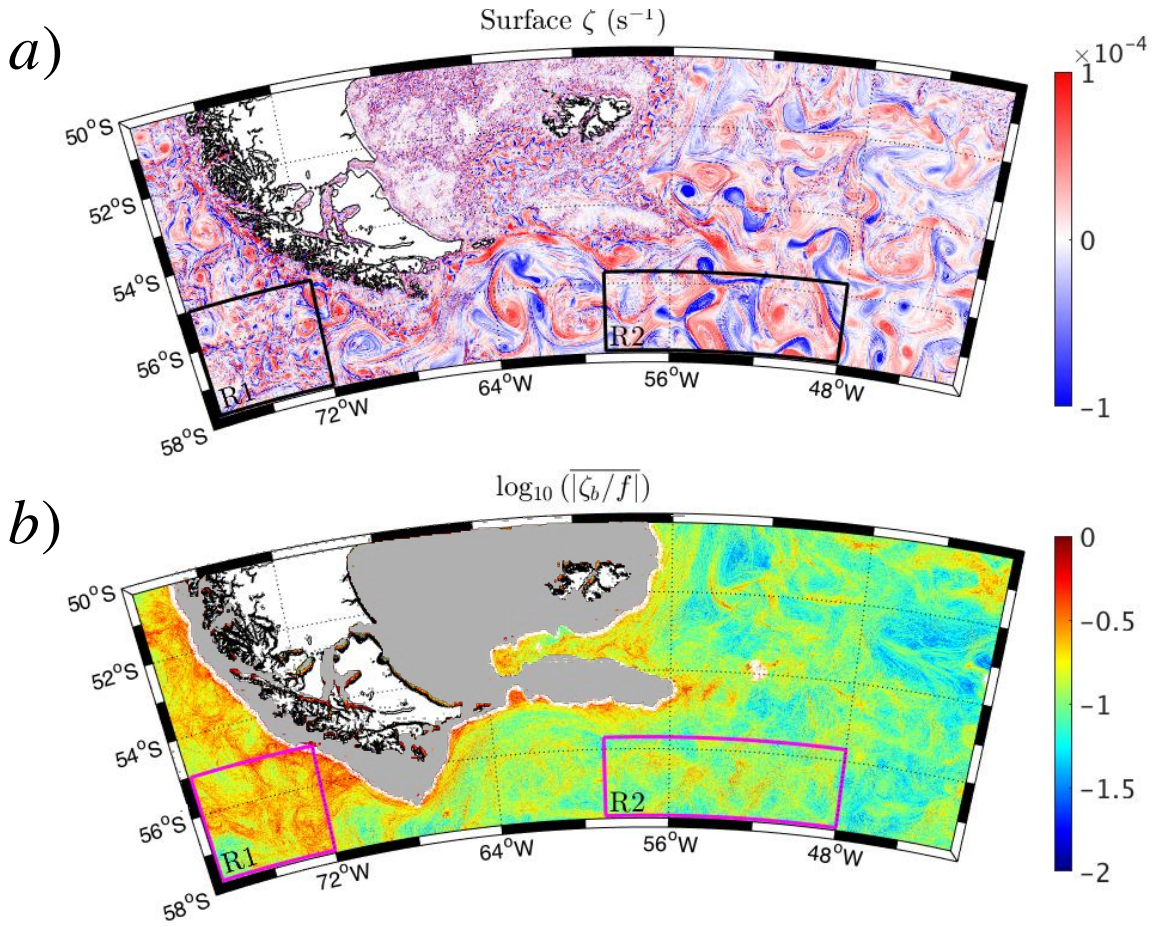 a)
Surface ζ (s⁻¹)
×10⁻⁴
1
0
-1
50°S
52°S
54°S
56°S
58°S
72°W
64°W
56°W
48°W
R1
R2
b)
log₁₀ (|ζ_b/f|)
0
-0.5
-1
-1.5
-2
50°S
52°S
54°S
56°S
58°S
72°W
64°W
56°W
48°W
R1
R2